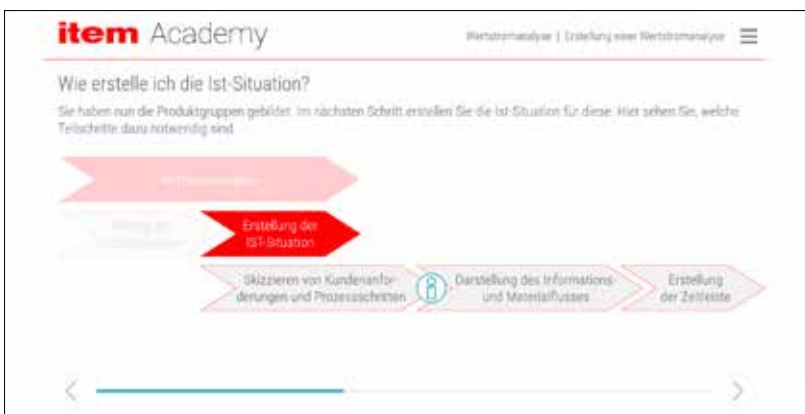 item Academy
Wertstromanalyse | Erstellung einer Wertstromanalyse
Wie erstelle ich die Ist-Situation?
Sie haben nun die Produktgruppen gebildet. Im nächsten Schritt erstellen Sie die Ist-Situation für diese. Hier sehen Sie, welche
Teilschritte dazu notwendig sind.
Erstellung der
IST-Situation
Skizzieren von Kundenanfor-
derungen und Prozessschritten
Darstellung des Informations-
und Materialflusses
Erstellung
der Zeitleiste